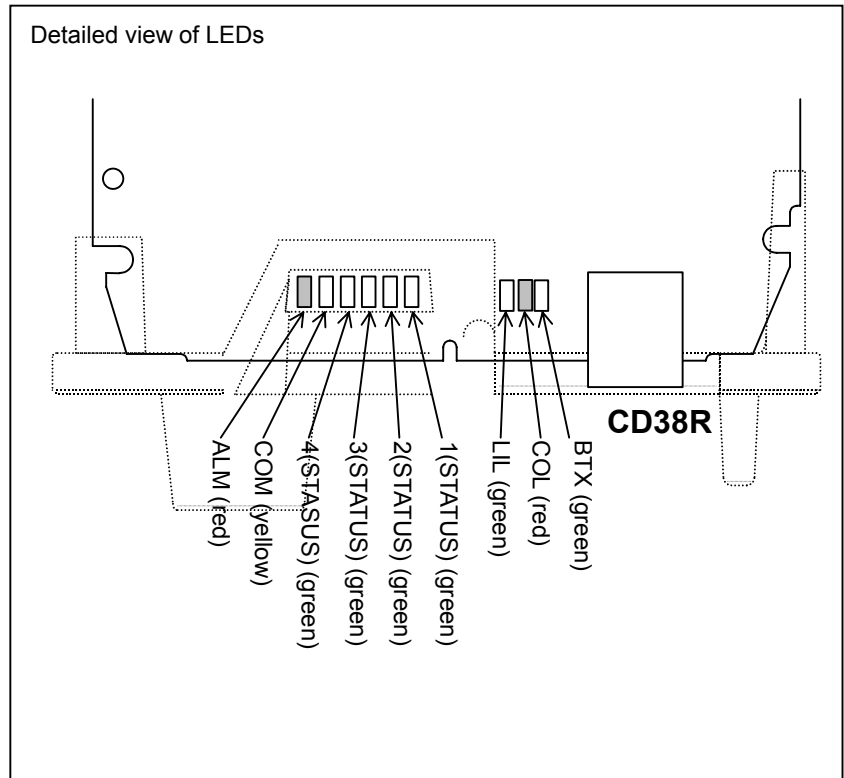 Detailed view of LEDs
CD38R
ALM (red)
COM (yellow)
4(STASUS) (green)
3(STATUS) (green)
2(STATUS) (green)
1(STATUS) (green)
LIL (green)
COL (red)
BTX (green)